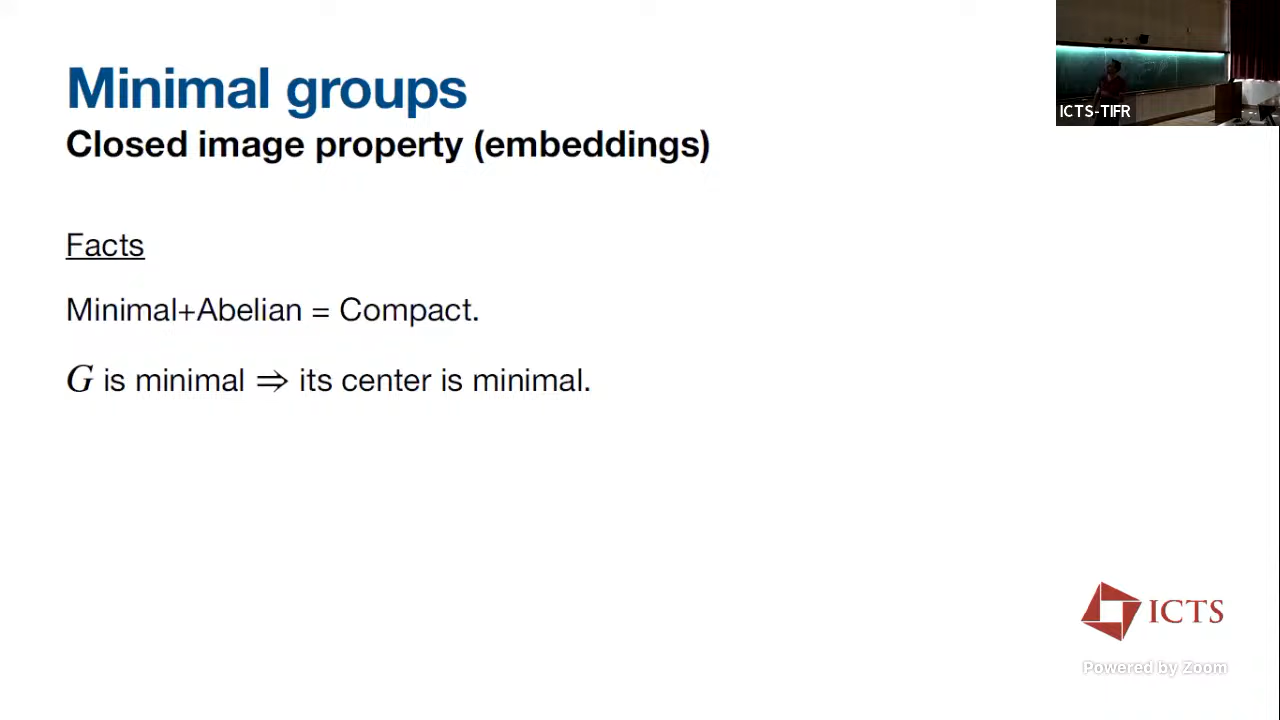 Minimal groups
Closed image property (embeddings)
ICTS-TIFR
Facts
Minimal+Abelian = Compact.
G is minimal ⇒ its center is minimal.
ICTS
Powered by Zoom